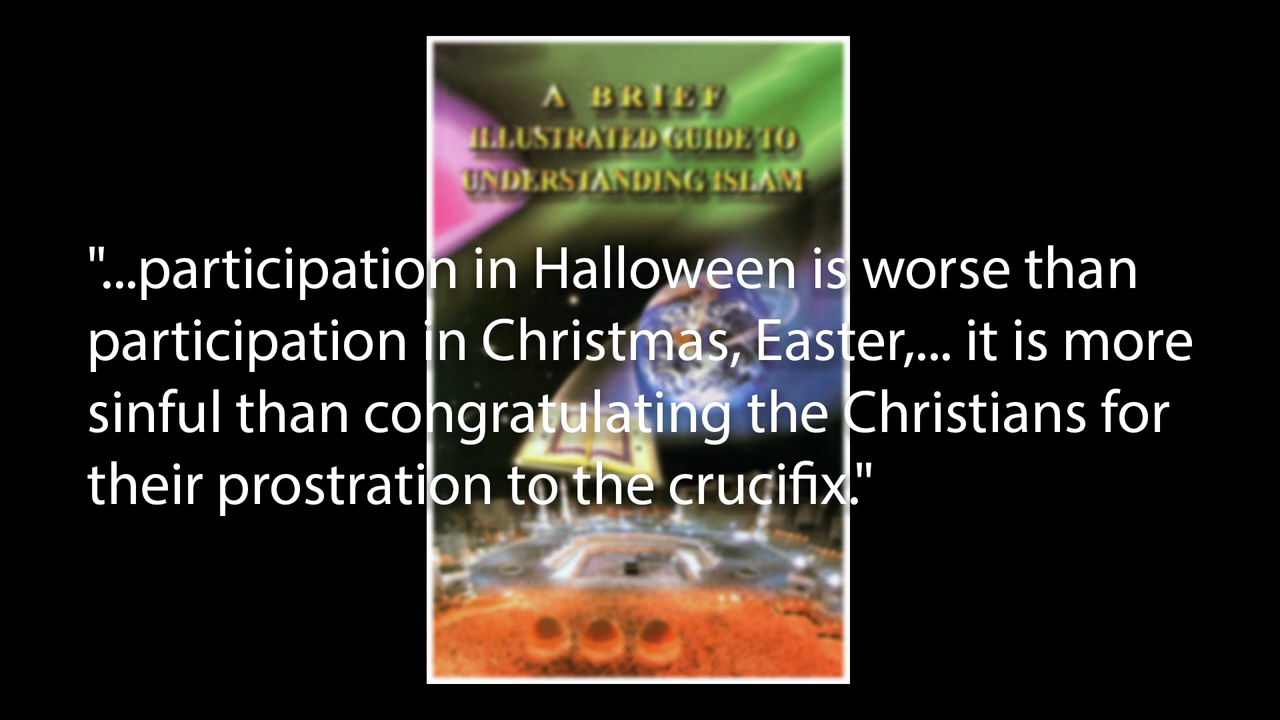 A BRIEF
ILLUSTRATED GUIDE TO
UNDERSTANDING ISLAM
"...participation in Halloween is worse than
participation in Christmas, Easter,... it is more
sinful than congratulating the Christians for
their prostration to the crucifix."